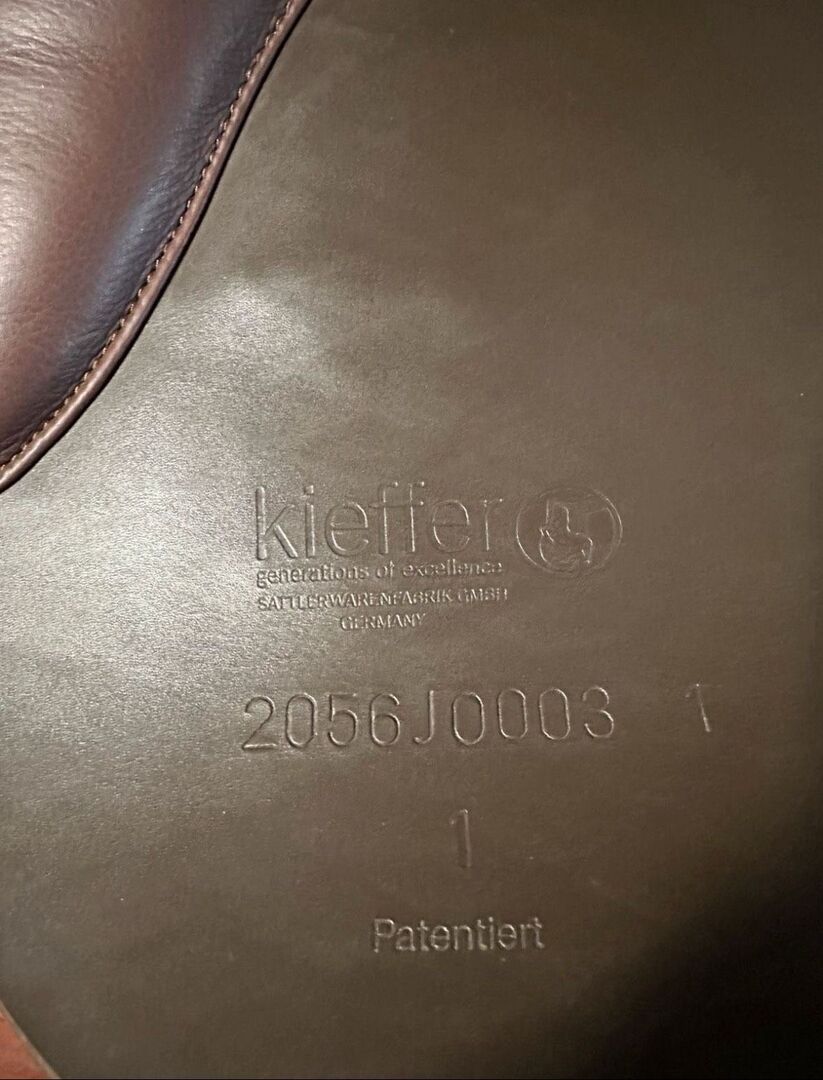 kieffer
generations of excellence
SATTLERWARENFABRIK GMBH
GERMANY
2056J0003 1
1
Patentiert